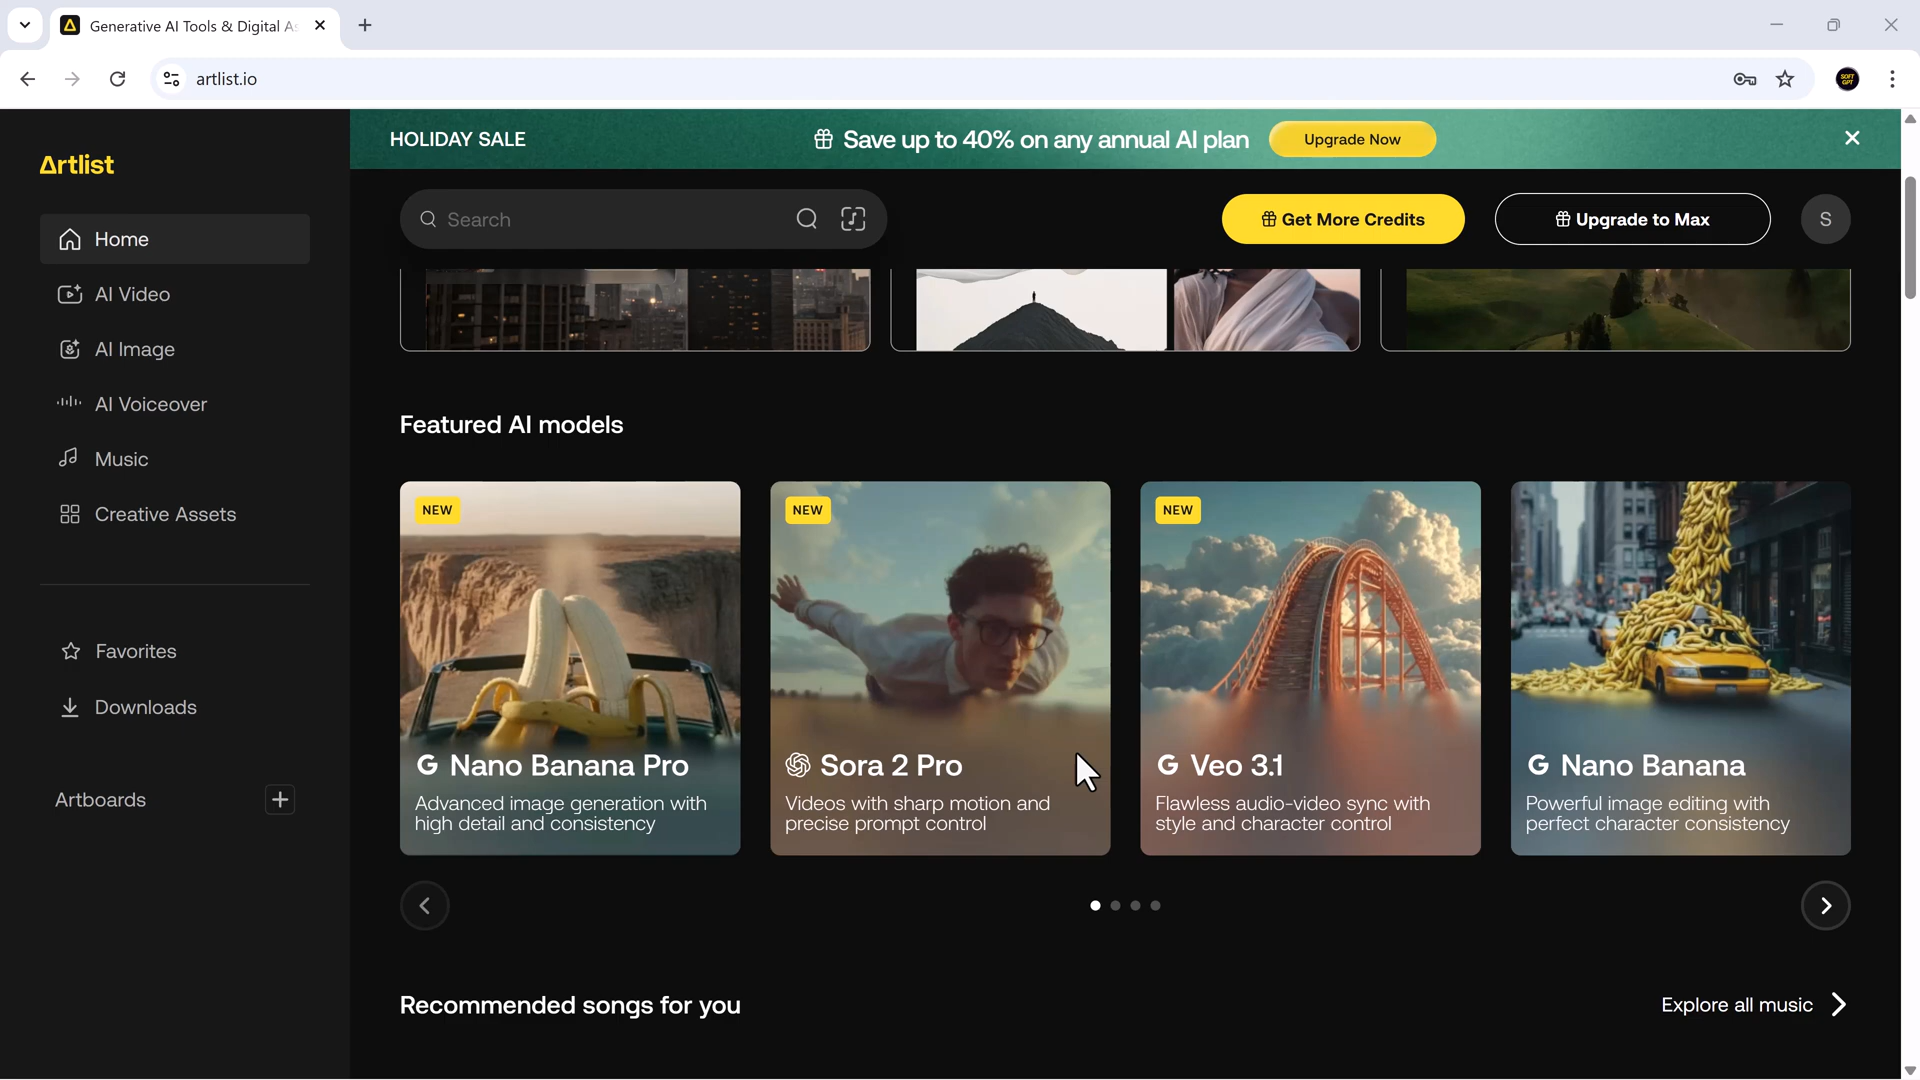 Generative AI Tools & Digital As
artlist.io
SOFT
GPT
HOLIDAY SALE
Save up to 40% on any annual AI plan
Upgrade Now
Artlist
Search
Get More Credits
Upgrade to Max
S
Home
AI Video
AI Image
AI Voiceover
Music
Creative Assets
Favorites
Downloads
Artboards
Featured AI models
NEW
G Nano Banana Pro
Advanced image generation with
high detail and consistency
NEW
Sora 2 Pro
Videos with sharp motion and
precise prompt control
NEW
G Veo 3.1
Flawless audio-video sync with
style and character control
G Nano Banana
Powerful image editing with
perfect character consistency
Recommended songs for you
Explore all music